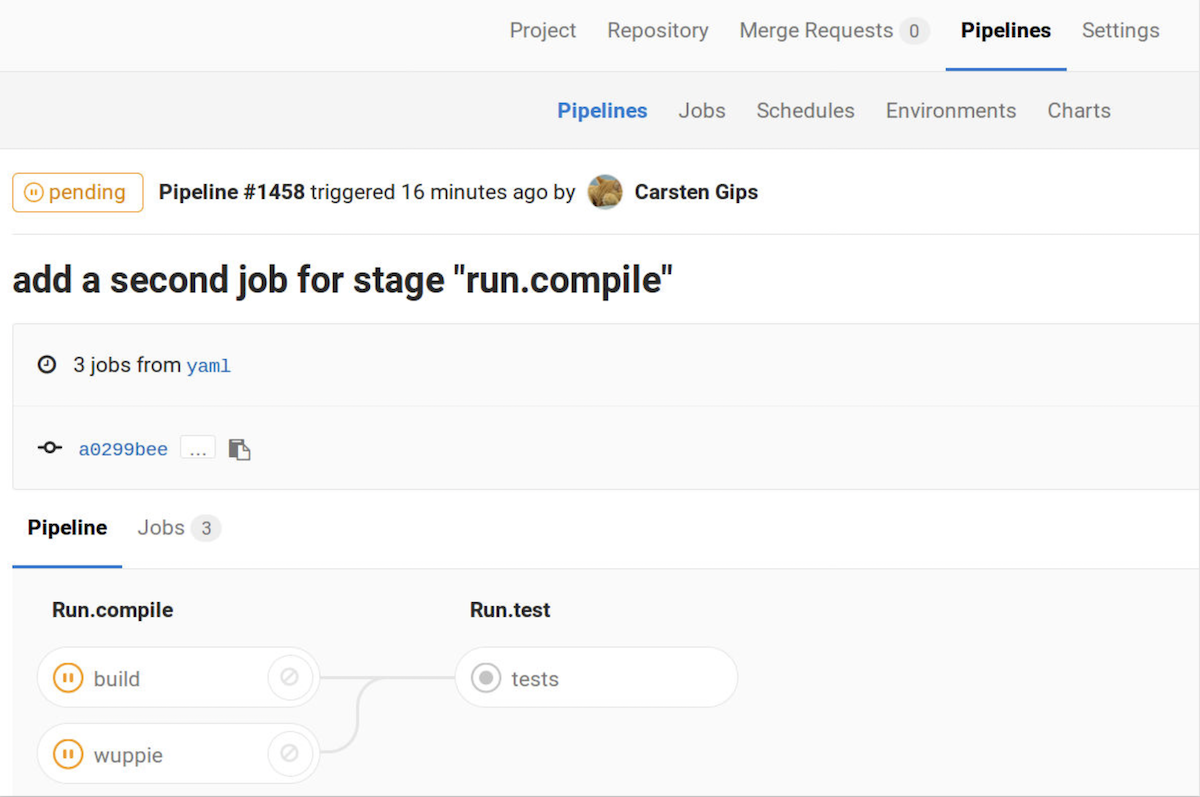 Project Repository Merge Requests 0 Pipelines Settings
Pipelines Jobs Schedules Environments Charts
pending Pipeline #1458 triggered 16 minutes ago by Carsten Gips
add a second job for stage "run.compile"
3 jobs from yaml
a0299bee ...
Pipeline Jobs 3
Run.compile Run.test
build tests
wuppie